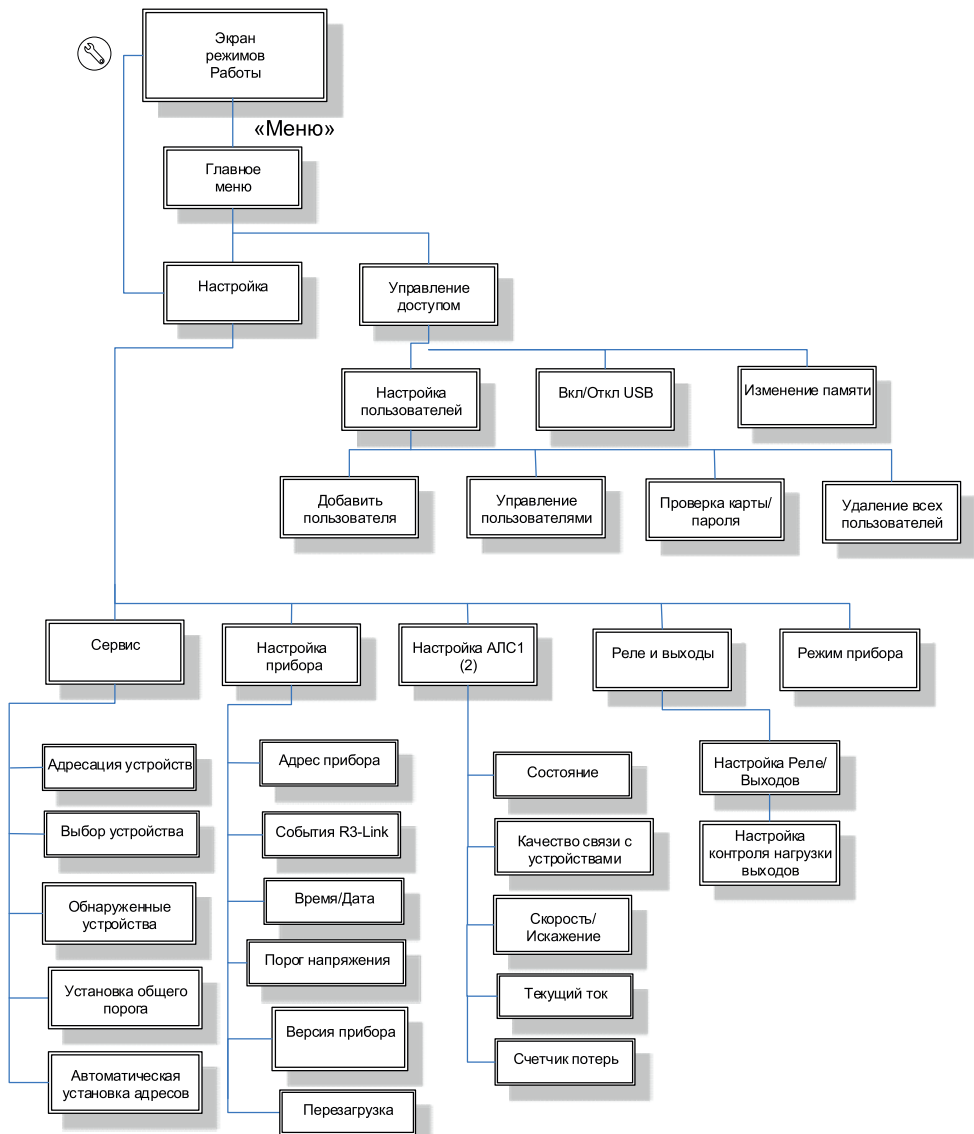 Экран
режимов
Работы
«Меню»
Главное
меню
Настройка
Управление
доступом
Настройка
пользователей
Вкл/Откл USB
Изменение памяти
Добавить
пользователя
Управление
пользователями
Проверка карты/
пароля
Удаление всех
пользователей
Сервис
Настройка
прибора
Настройка АЛС1
(2)
Реле и выходы
Режим прибора
Адресация устройств
Выбор устройства
Обнаруженные
устройства
Установка общего
порога
Автоматическая
установка адресов
Адрес прибора
События R3-Link
Время/Дата
Порог напряжения
Версия прибора
Перезагрузка
Состояние
Качество связи с
устройствами
Скорость/
Искажение
Текущий ток
Счетчик потерь
Настройка Реле/
Выходов
Настройка
контроля нагрузки
выходов